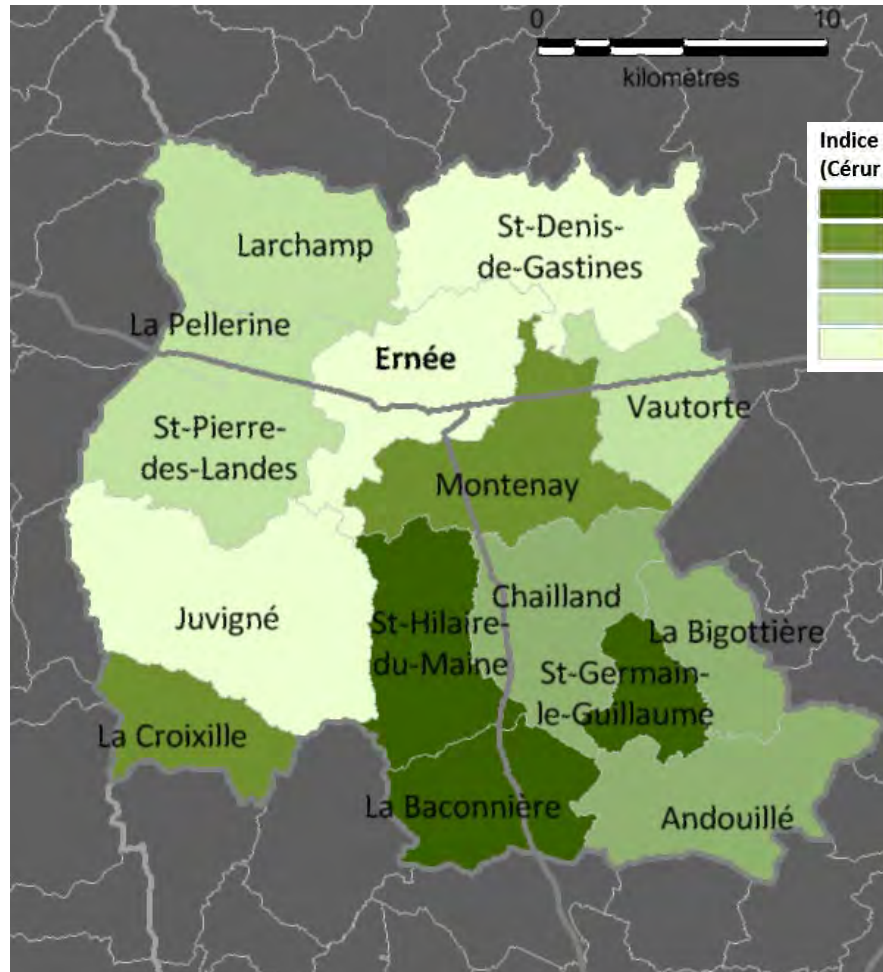 0 10
kilomètres
Indice
(Cérur
Larchamp
St-Denis-
de-Gastines
La Pellerine
Ernée
Vautorte
St-Pierre-
des-Landes
Montenay
Chailland
Juvigné
St-Hilaire-
du-Maine
La Bigottière
St-Germain-
le-Guillaume
La Croixille
La Baconnière
Andouillé